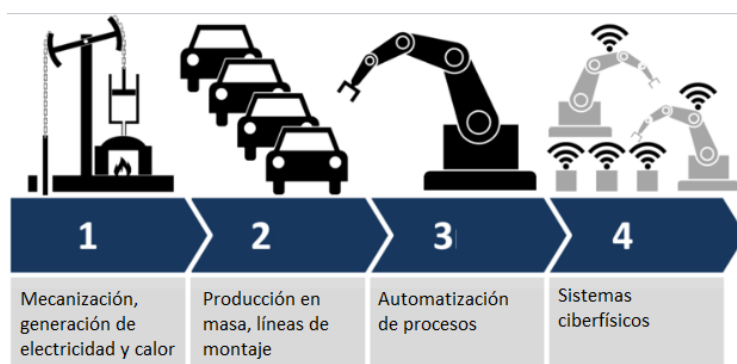 1
2
3
4
Mecanización,
generación de
electricidad y calor
Producción en
masa, líneas de
montaje
Automatización
de procesos
Sistemas
ciberfísicos